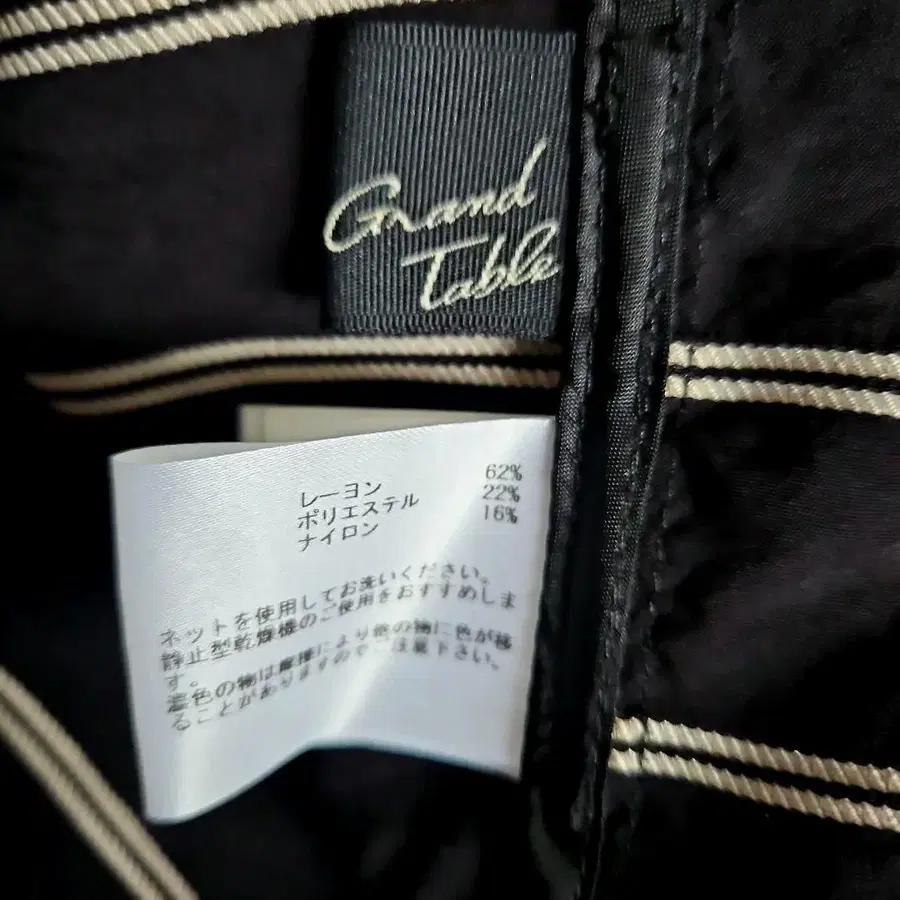 Grand
Table
レーヨン 62%
ポリエステル 22%
ナイロン 16%
ネットを使用してお洗いください。
静止型乾燥機のご使用をおすすめしま
す。
濃色の物は摩擦により他の物に色が移
ることがありますのでご注意下さい。